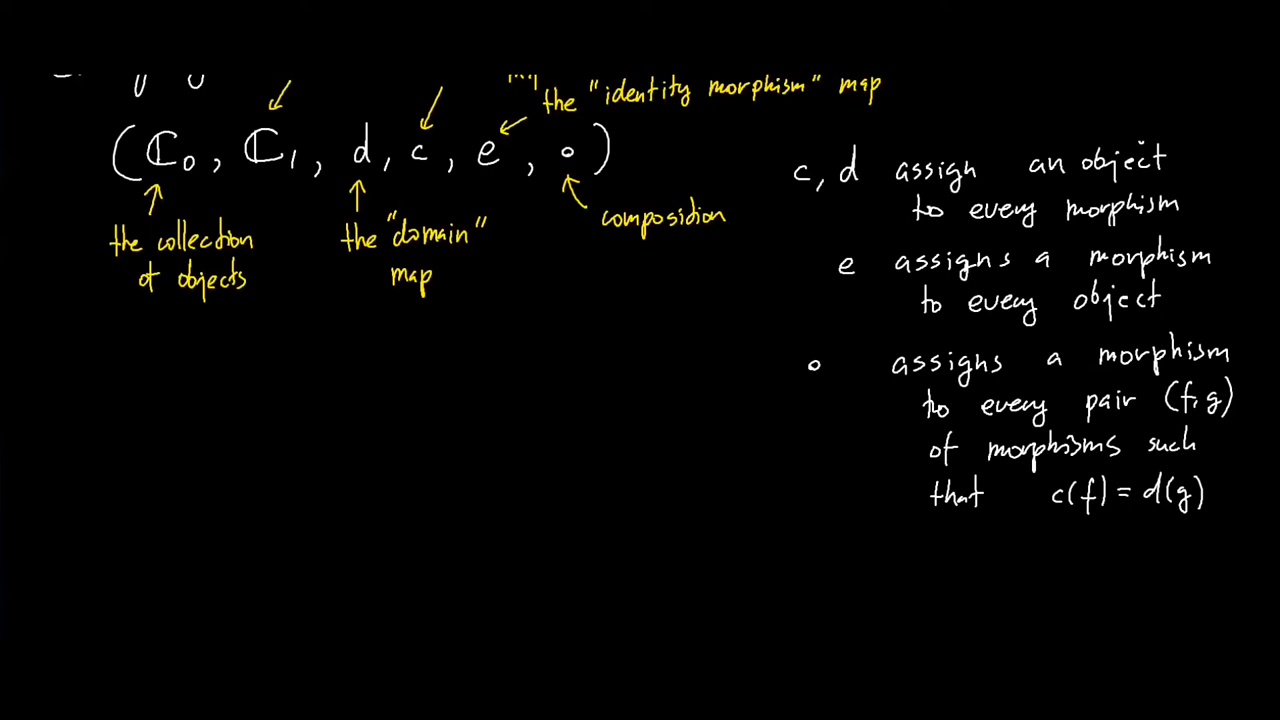 the "identity morphism" map
(ℂ₀, ℂ₁, d, c, e, ∘)
the collection
of objects
the "domain"
map
composition
c, d assign an object
to every morphism
e assigns a morphism
to every object
∘ assigns a morphism
to every pair (f, g)
of morphisms such
that c(f) = d(g)